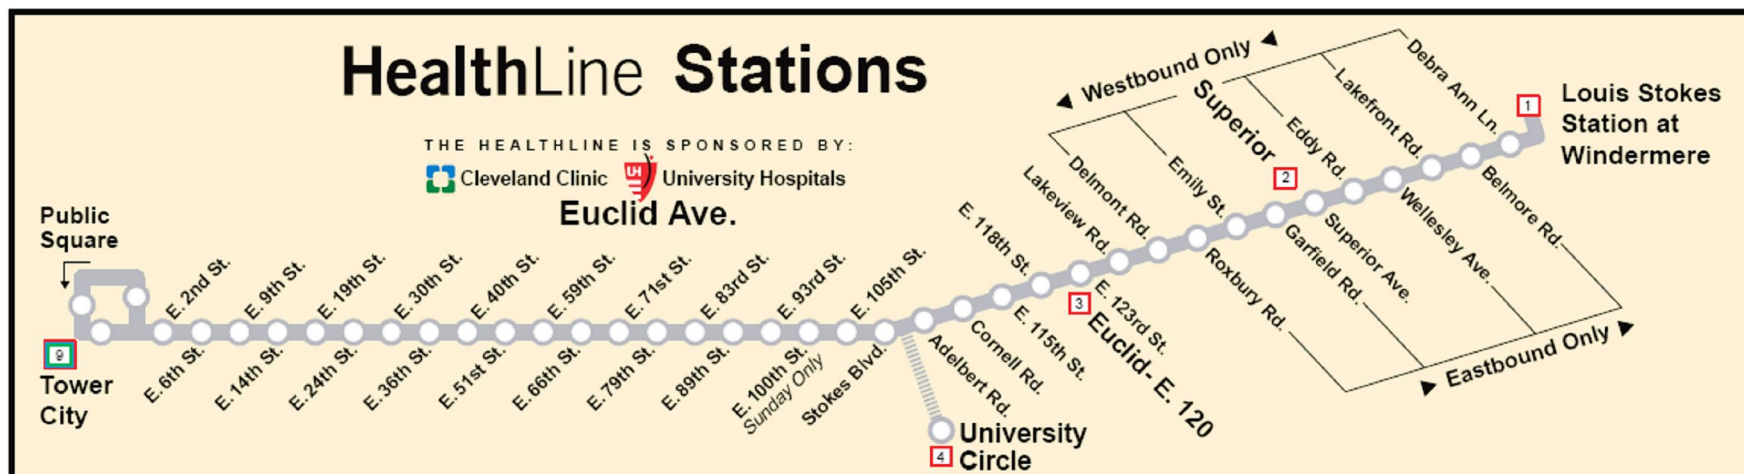 HealthLine Stations
THE HEALTHLINE IS SPONSORED BY:
Cleveland Clinic
UH
University Hospitals
Euclid Ave.
Public
Square
9
Tower
City
E. 2nd St.
E. 6th St.
E. 9th St.
E. 14th St.
E. 19th St.
E. 24th St.
E. 30th St.
E. 36th St.
E. 40th St.
E. 51st St.
E. 59th St.
E. 66th St.
E. 71st St.
E. 79th St.
E. 83rd St.
E. 89th St.
E. 93rd St.
E. 100th St.
Sunday Only
E. 105th St.
Stokes Blvd.
Adelbert Rd.
4
University
Circle
Cornell Rd.
E. 115th St.
E. 118th St.
3
E. 123rd St.
Euclid - E. 120
Lakeview Rd.
Delmont Rd.
Roxbury Rd.
Emily St.
Westbound Only
Superior
2
Garfield Rd.
Superior Ave.
Eddy Rd.
Wellesley Ave.
Lakefront Rd.
Belmore Rd.
Debra Ann Ln.
Eastbound Only
1
Louis Stokes
Station at
Windermere